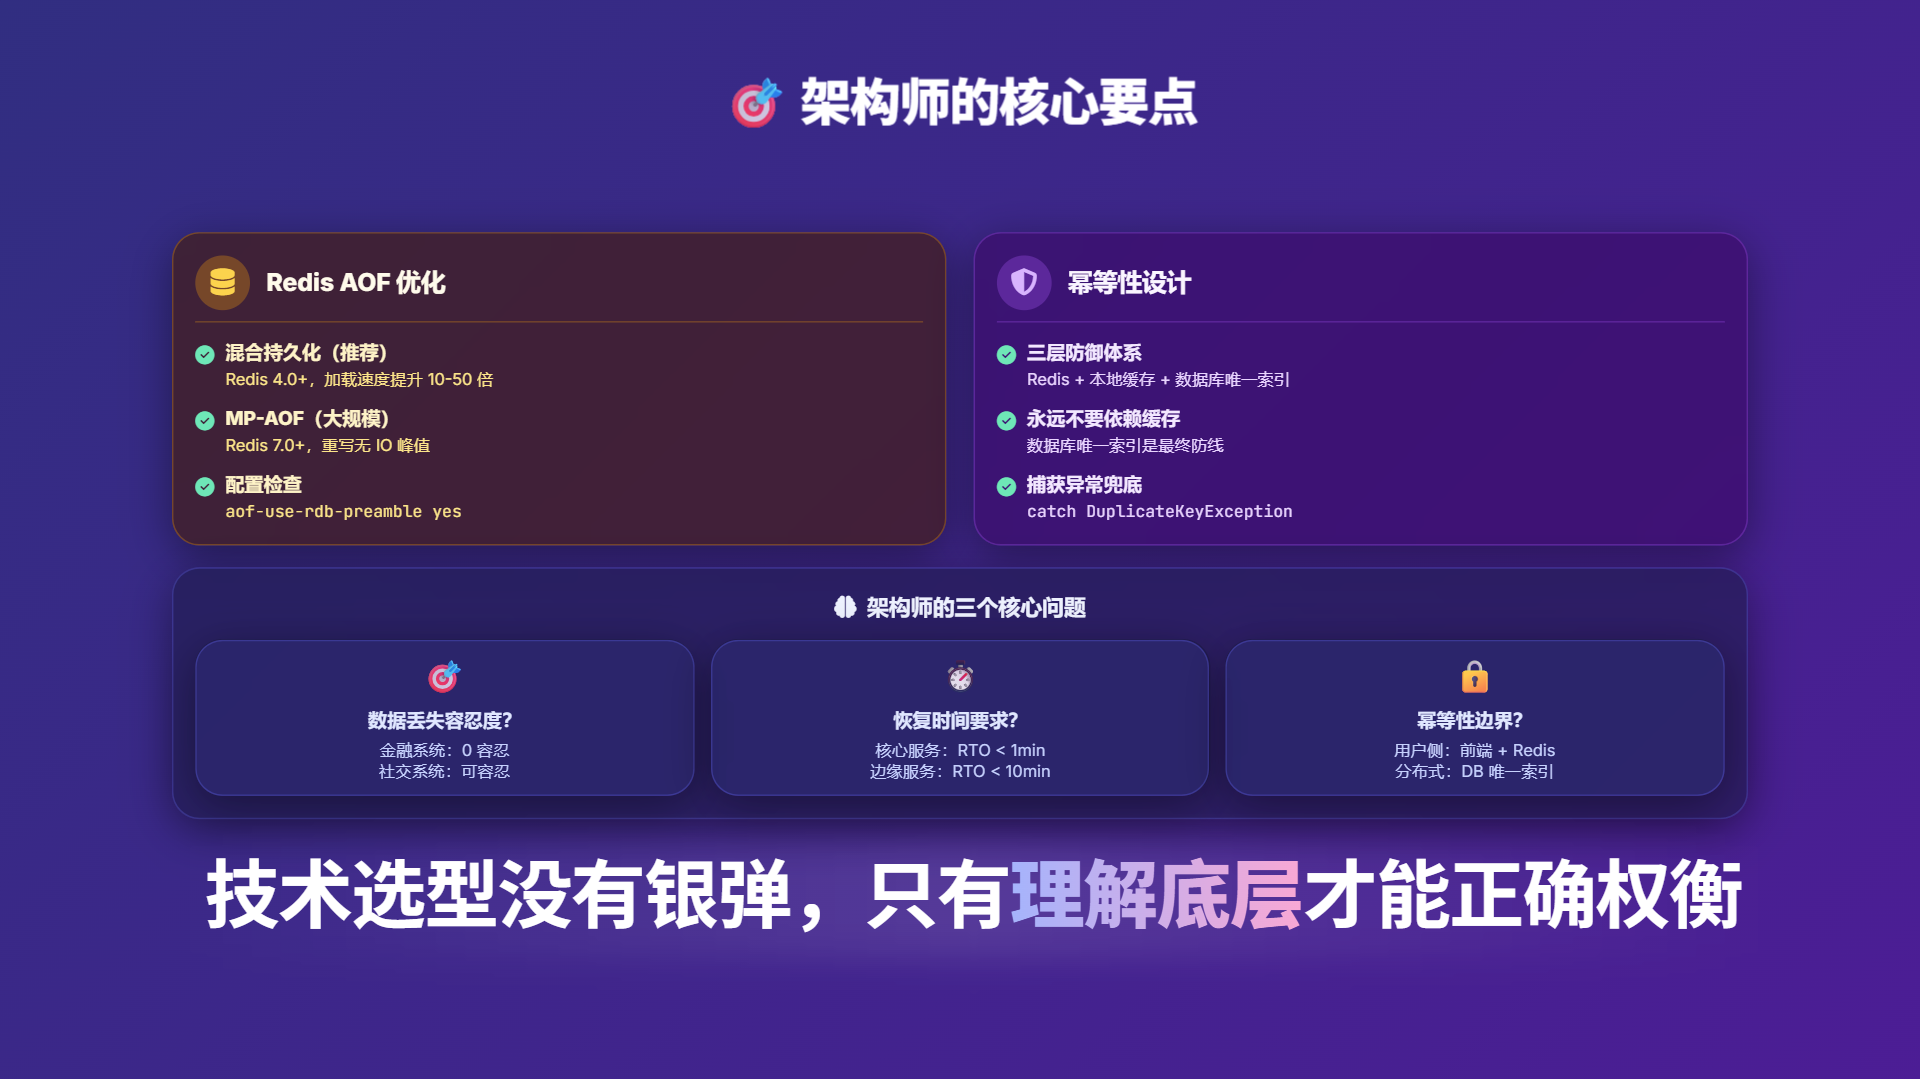 架构师的核心要点
Redis AOF 优化
混合持久化（推荐）
Redis 4.0+，加载速度提升 10-50 倍
MP-AOF（大规模）
Redis 7.0+，重写无 IO 峰值
配置检查
aof-use-rdb-preamble yes
幂等性设计
三层防御体系
Redis + 本地缓存 + 数据库唯一索引
永远不要依赖缓存
数据库唯一索引是最终防线
捕获异常兜底
catch DuplicateKeyException
架构师的三个核心问题
数据丢失容忍度？
金融系统：0 容忍
社交系统：可容忍
恢复时间要求？
核心服务：RTO < 1min
边缘服务：RTO < 10min
幂等性边界？
用户侧：前端 + Redis
分布式：DB 唯一索引
技术选型没有银弹，只有理解底层才能正确权衡